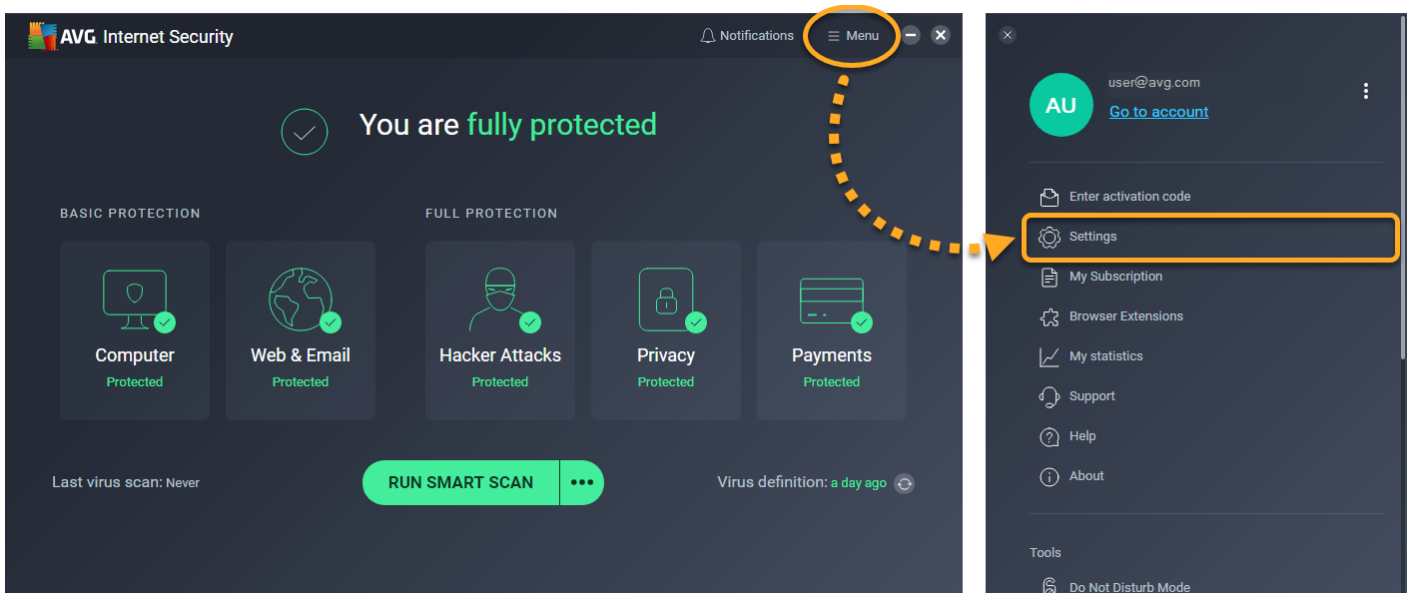 AVG Internet Security
Notifications
Menu
You are fully protected
BASIC PROTECTION
FULL PROTECTION
Computer
Protected
Web & Email
Protected
Hacker Attacks
Protected
Privacy
Protected
Payments
Protected
Last virus scan: Never
RUN SMART SCAN
Virus definition: a day ago
AU
user@avg.com
Go to account
Enter activation code
Settings
My Subscription
Browser Extensions
My statistics
Support
Help
About
Tools
Do Not Disturb Mode